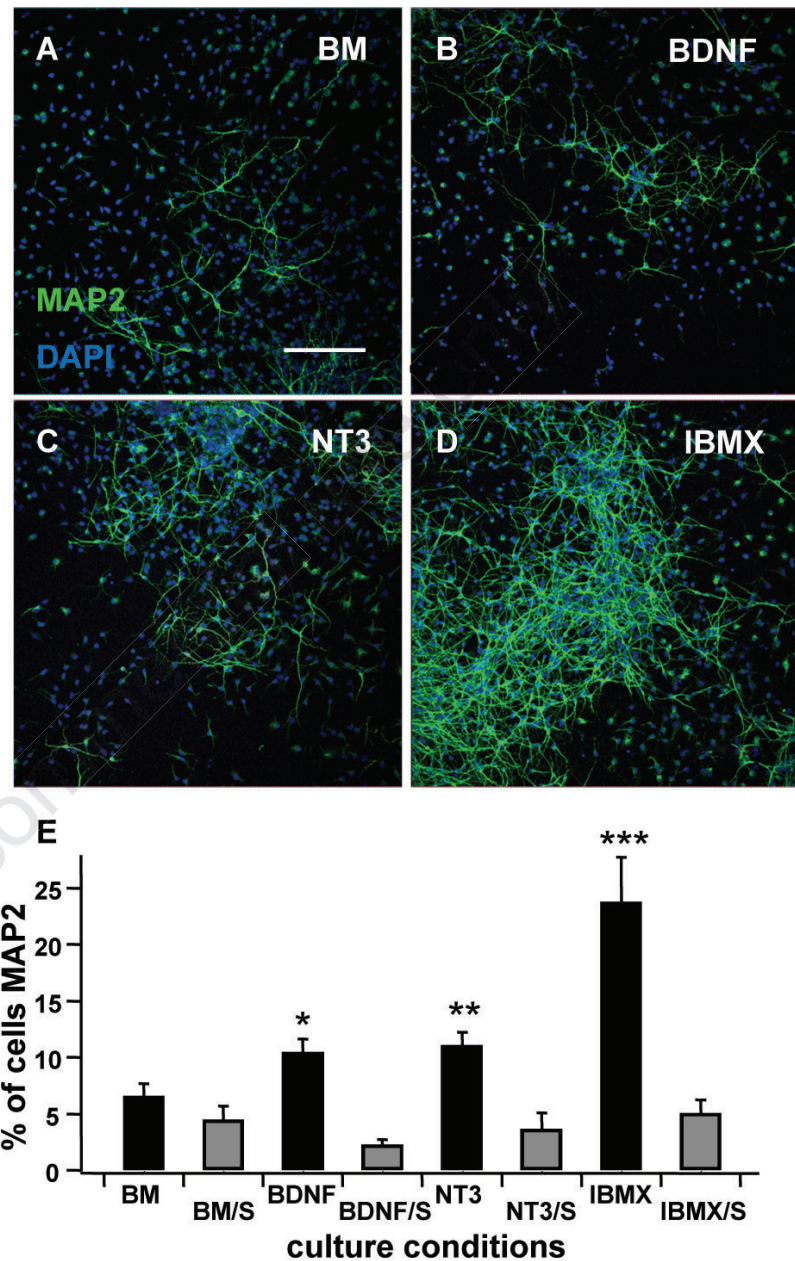 A BM
B BDNF
MAP2
DAPI
C NT3
D IBMX
E
% of cells MAP2
25
20
15
10
5
0
*
**
***
BM
BM/S
BDNF
BDNF/S
NT3
NT3/S
IBMX
IBMX/S
culture conditions